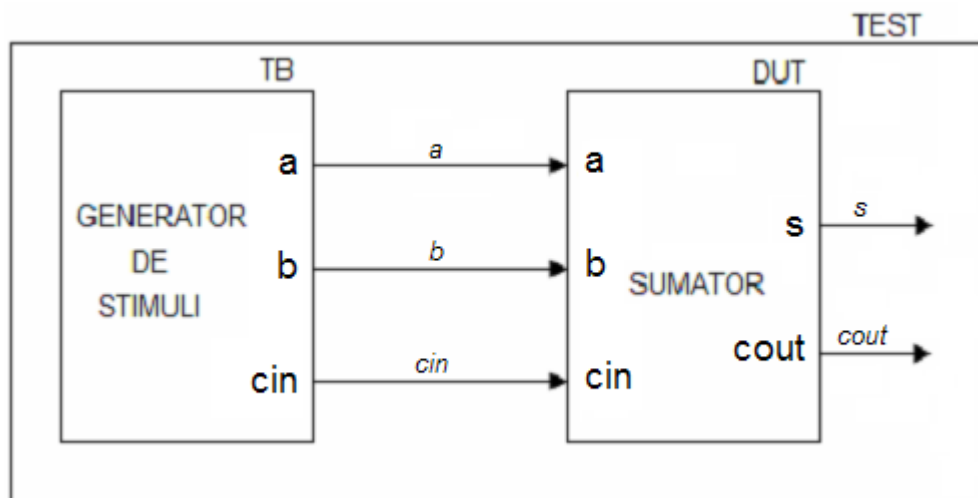 TEST
TB
DUT
a
a
a
GENERATOR
DE
STIMULI
b
b
b
s
s
SUMATOR
cin
cin
cin
cout
cout